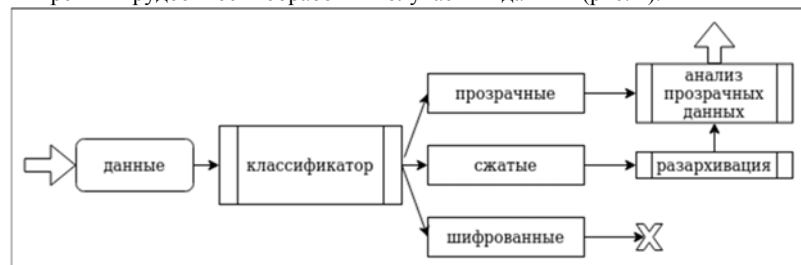 прозрачные
анализ
прозрачных
данных
данные
классификатор
сжатые
разархивация
шифрованные